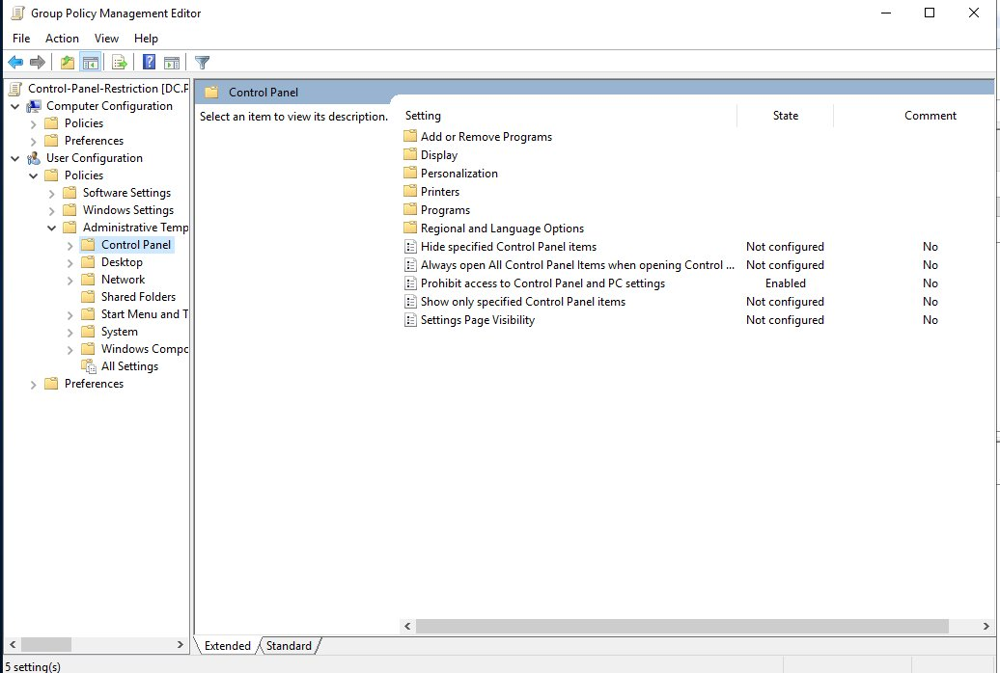 Group Policy Management Editor
File Action View Help
Control-Panel-Restriction [DC.P
Computer Configuration
Policies
Preferences
User Configuration
Policies
Software Settings
Windows Settings
Administrative Temp
Control Panel
Desktop
Network
Shared Folders
Start Menu and T
System
Windows Compo
All Settings
Preferences
Control Panel
Select an item to view its description.
Setting State Comment
Add or Remove Programs
Display
Personalization
Printers
Programs
Regional and Language Options
Hide specified Control Panel items Not configured No
Always open All Control Panel Items when opening Control ... Not configured No
Prohibit access to Control Panel and PC settings Enabled No
Show only specified Control Panel items Not configured No
Settings Page Visibility Not configured No
Extended Standard
5 setting(s)